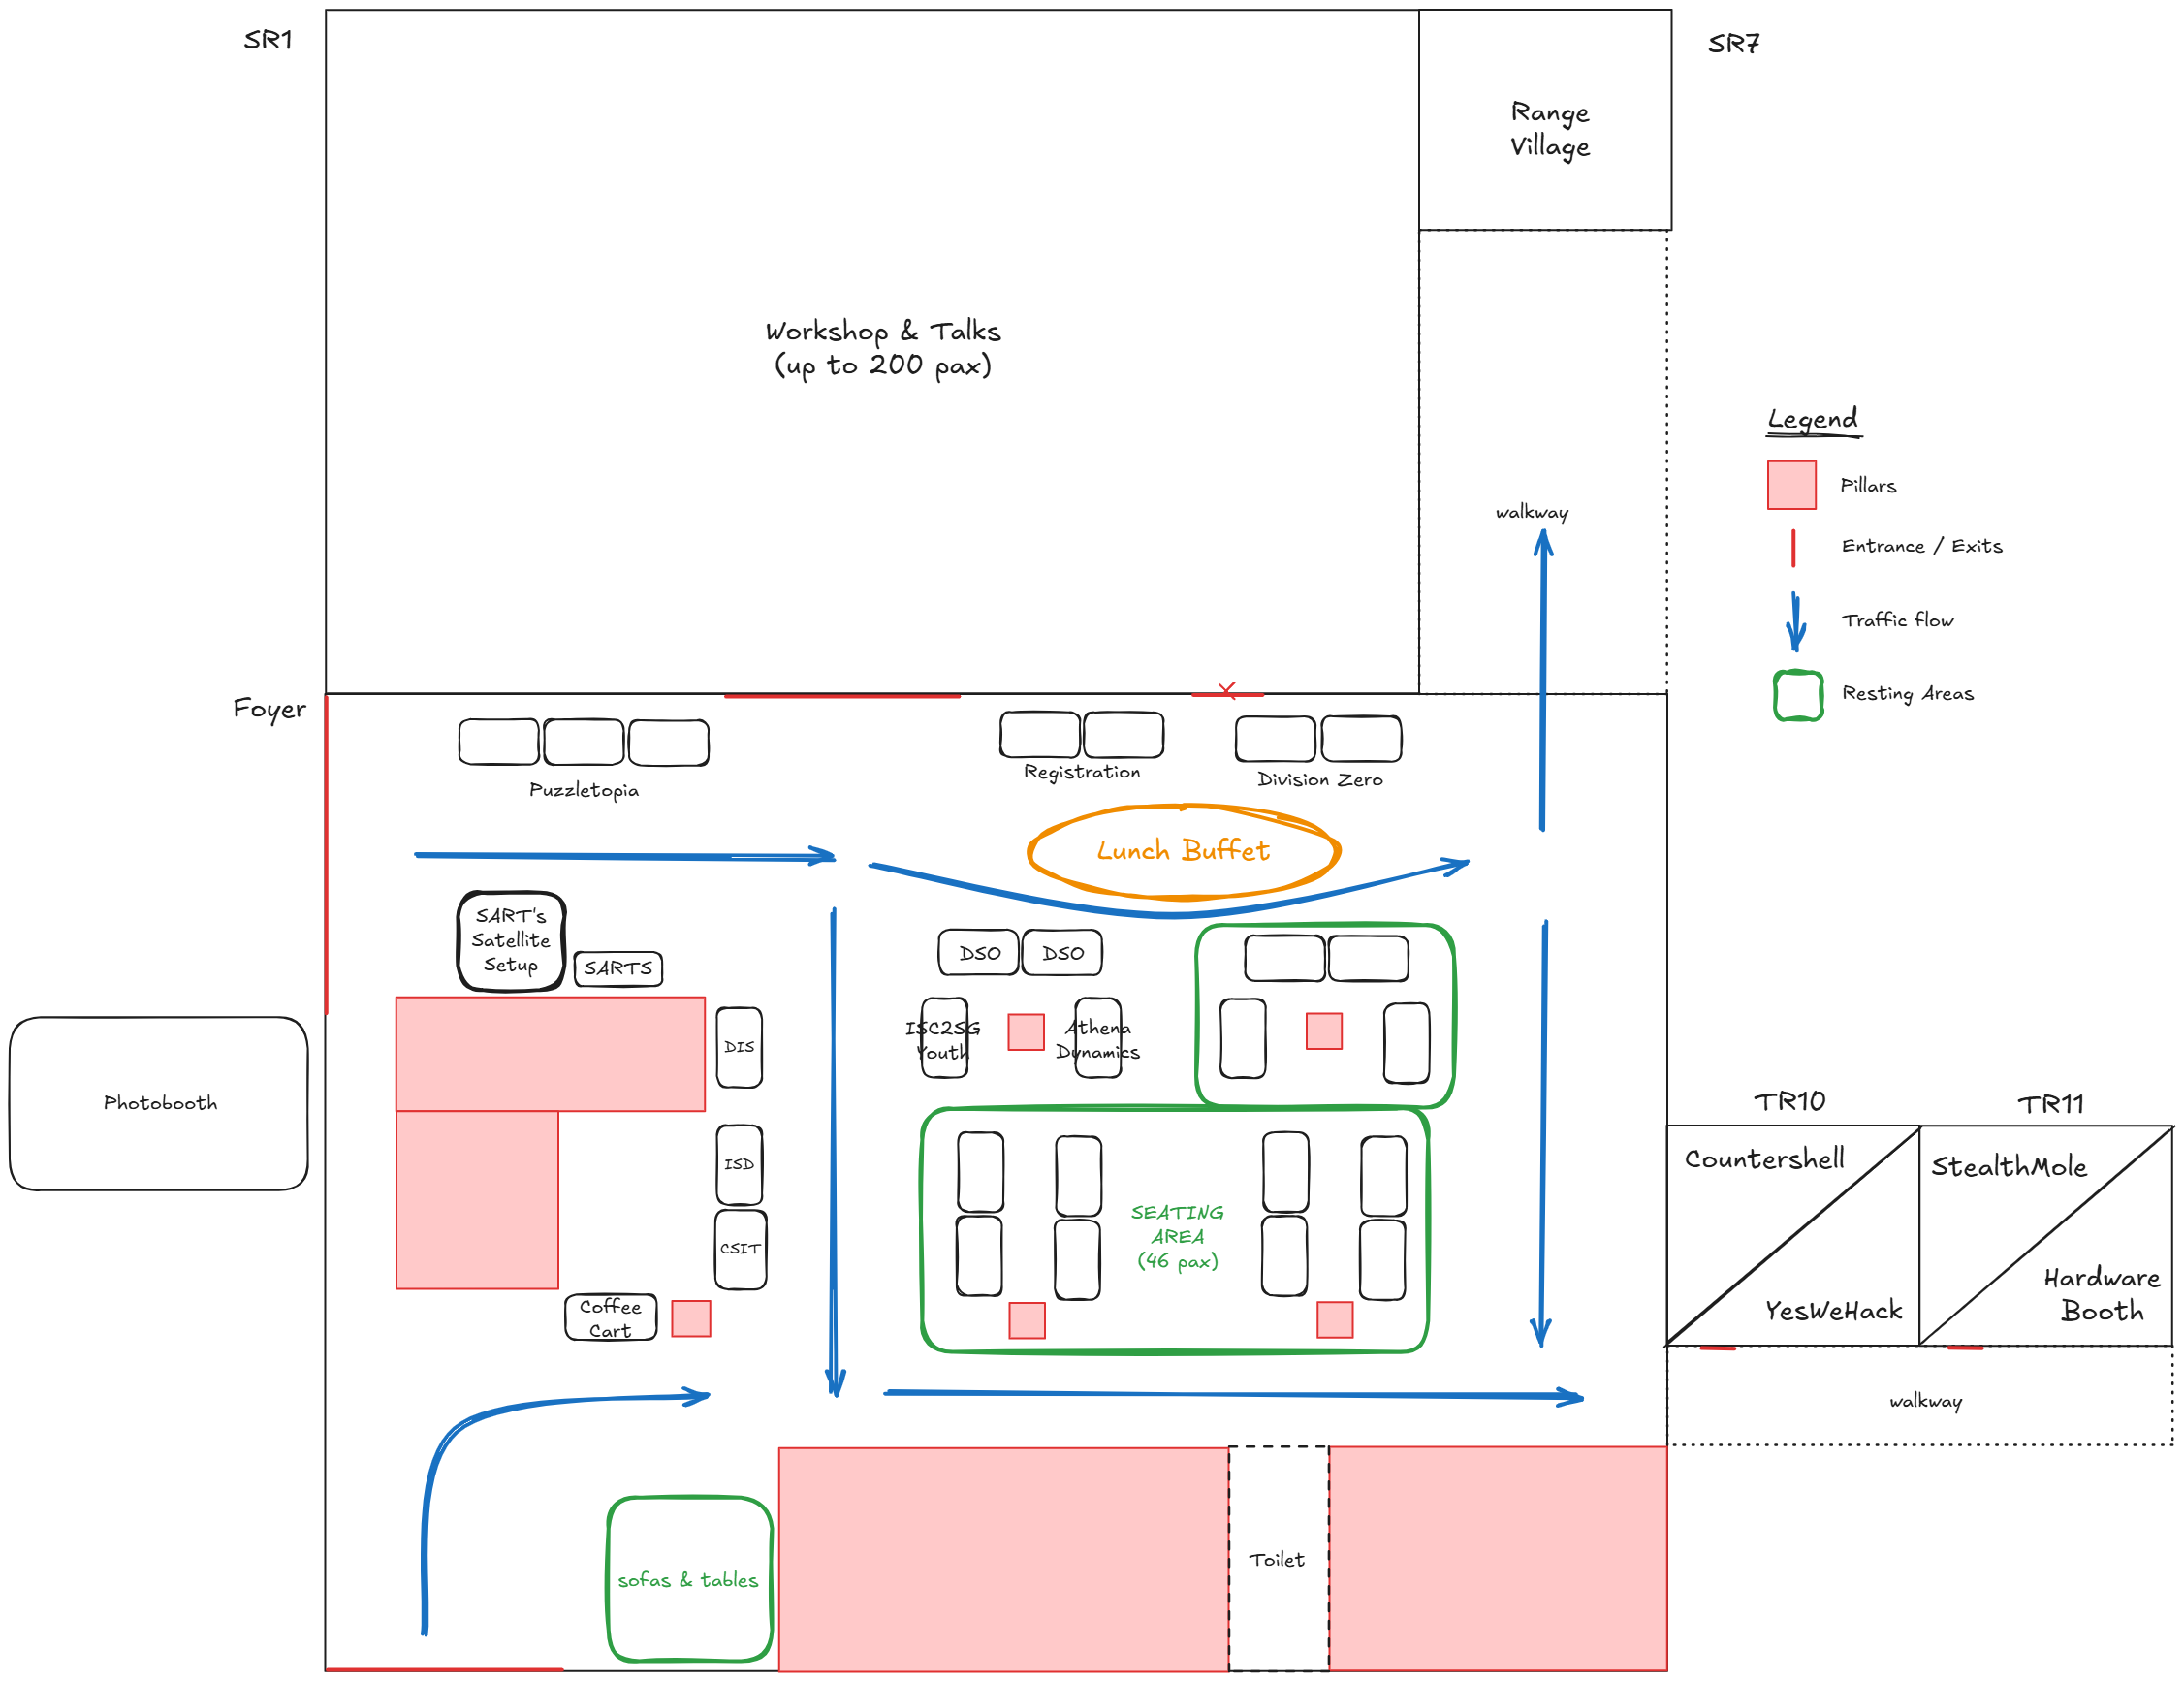 SR1
SR7
Range
Village
Workshop & Talks
(up to 200 pax)
Legend
Pillars
walkway
Entrance / Exits
Traffic flow
Resting Areas
Foyer
Puzzletopia
Registration
Division Zero
Lunch Buffet
SART's
Satellite
Setup
SARTS
DSO
DSO
ISC2SG
Youth
Athena
Dynamics
DIS
Photobooth
ISD
CSIT
SEATING
AREA
(46 pax)
TR10
TR11
Countershell
StealthMole
YesWeHack
Hardware
Booth
Coffee
Cart
walkway
Toilet
sofas & tables